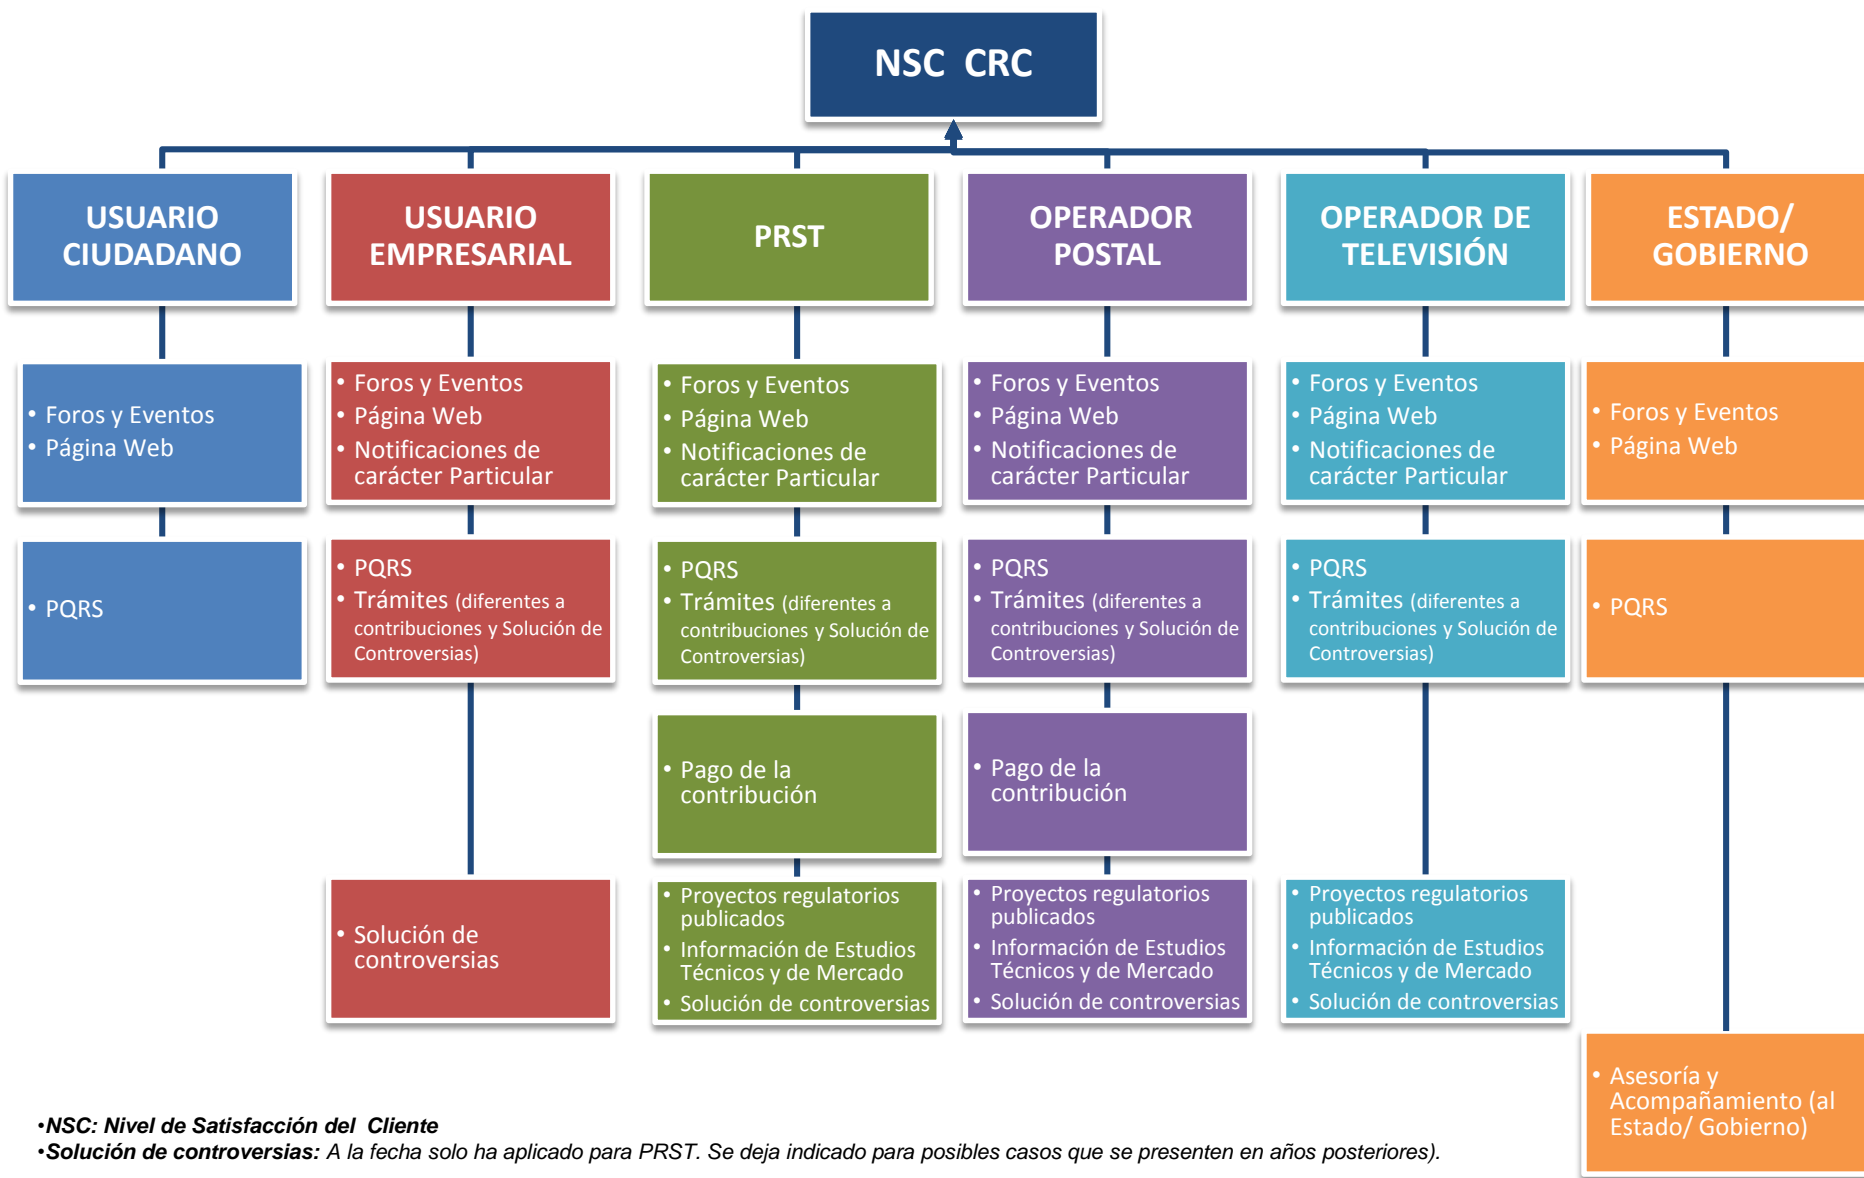 NSC CRC
USUARIO
CIUDADANO
USUARIO
EMPRESARIAL
PRST
OPERADOR
POSTAL
OPERADOR DE
TELEVISIÓN
ESTADO/
GOBIERNO
• Foros y Eventos
• Página Web
• Foros y Eventos
• Página Web
• Notificaciones de
carácter Particular
• Foros y Eventos
• Página Web
• Notificaciones de
carácter Particular
• Foros y Eventos
• Página Web
• Notificaciones de
carácter Particular
• Foros y Eventos
• Página Web
• Notificaciones de
carácter Particular
• Foros y Eventos
• Página Web
• PQRS
• PQRS
• Trámites (diferentes a
contribuciones y Solución de
Controversias)
• PQRS
• Trámites (diferentes a
contribuciones y Solución de
Controversias)
• PQRS
• Trámites (diferentes a
contribuciones y Solución de
Controversias)
• PQRS
• Trámites (diferentes a
contribuciones y Solución de
Controversias)
• PQRS
• Pago de la
contribución
• Pago de la
contribución
• Solución de
controversias
• Proyectos regulatorios
publicados
• Información de Estudios
Técnicos y de Mercado
• Solución de controversias
• Proyectos regulatorios
publicados
• Información de Estudios
Técnicos y de Mercado
• Solución de controversias
• Proyectos regulatorios
publicados
• Información de Estudios
Técnicos y de Mercado
• Solución de controversias
• Asesoría y
Acompañamiento (al
Estado/ Gobierno)
•NSC: Nivel de Satisfacción del Cliente
•Solución de controversias: A la fecha solo ha aplicado para PRST. Se deja indicado para posibles casos que se presenten en años posteriores).